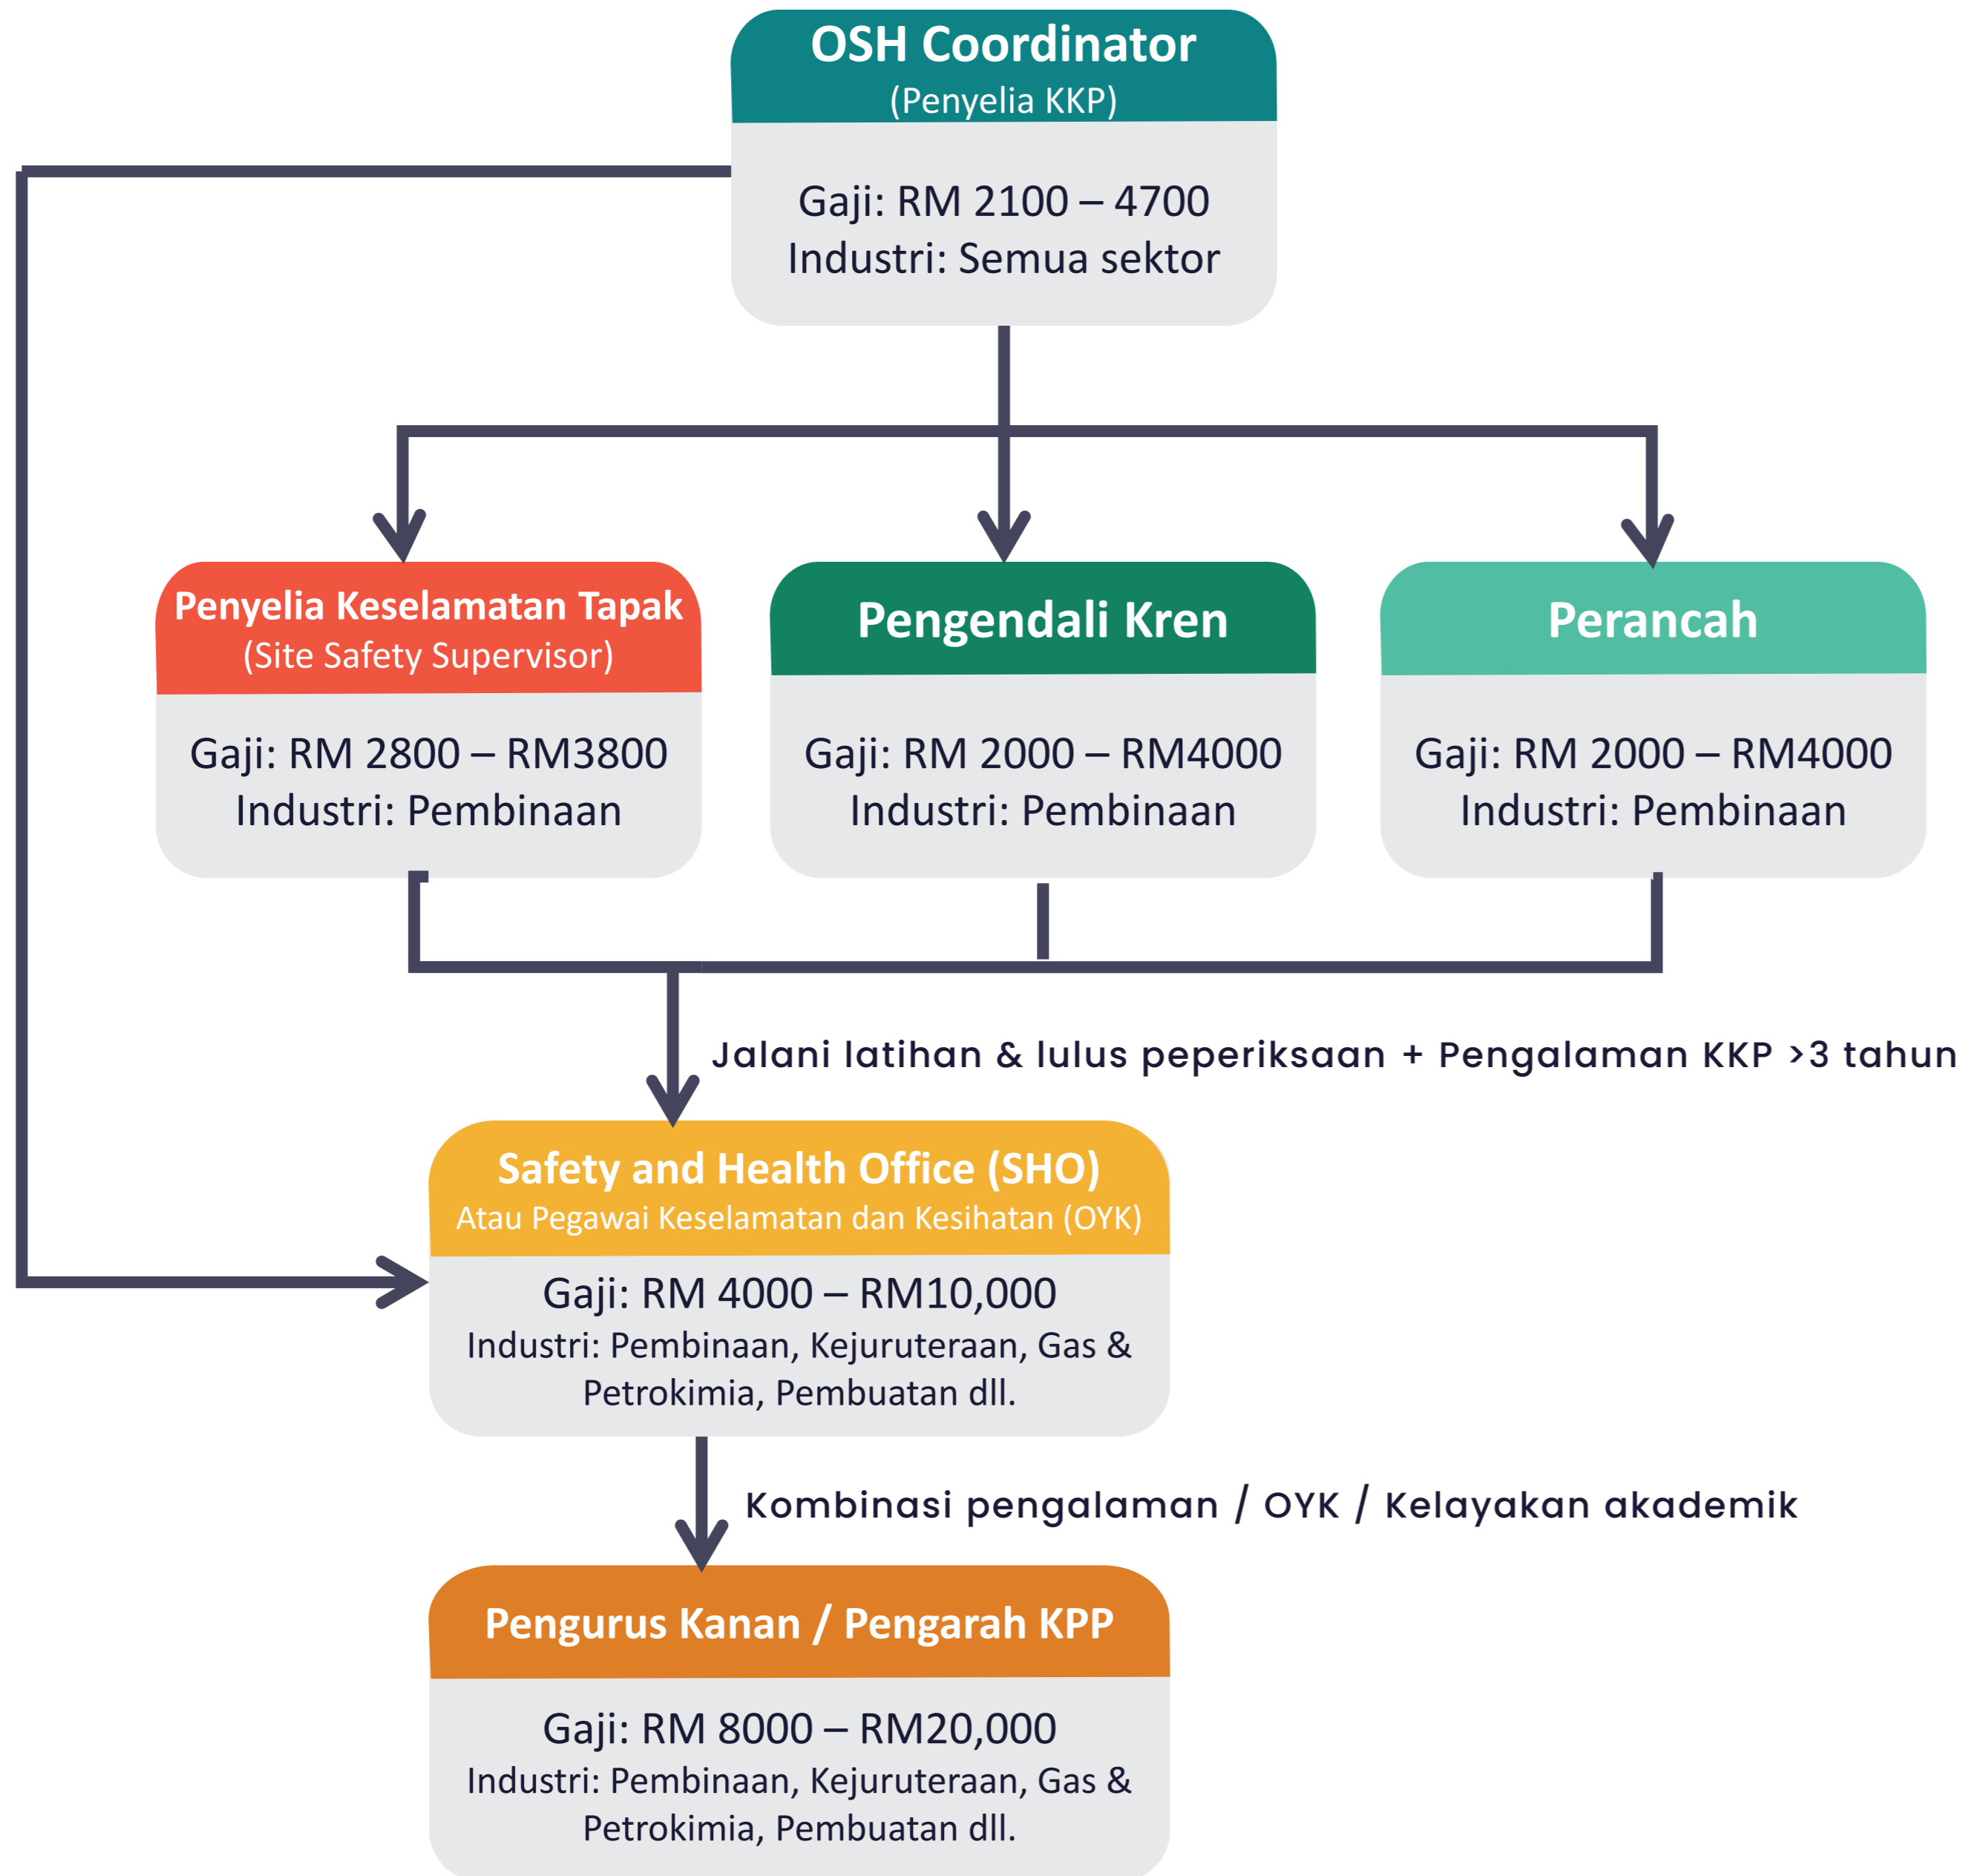 OSH Coordinator
(Penyelia KKP)
Gaji: RM 2100 – 4700
Industri: Semua sektor
Penyelia Keselamatan Tapak
(Site Safety Supervisor)
Gaji: RM 2800 – RM3800
Industri: Pembinaan
Pengendali Kren
Gaji: RM 2000 – RM4000
Industri: Pembinaan
Perancah
Gaji: RM 2000 – RM4000
Industri: Pembinaan
Jalani latihan & lulus peperiksaan + Pengalaman KKP >3 tahun
Safety and Health Office (SHO)
Atau Pegawai Keselamatan dan Kesihatan (OYK)
Gaji: RM 4000 – RM10,000
Industri: Pembinaan, Kejuruteraan, Gas &
Petrokimia, Pembuatan dll.
Kombinasi pengalaman / OYK / Kelayakan akademik
Pengurus Kanan / Pengarah KPP
Gaji: RM 8000 – RM20,000
Industri: Pembinaan, Kejuruteraan, Gas &
Petrokimia, Pembuatan dll.